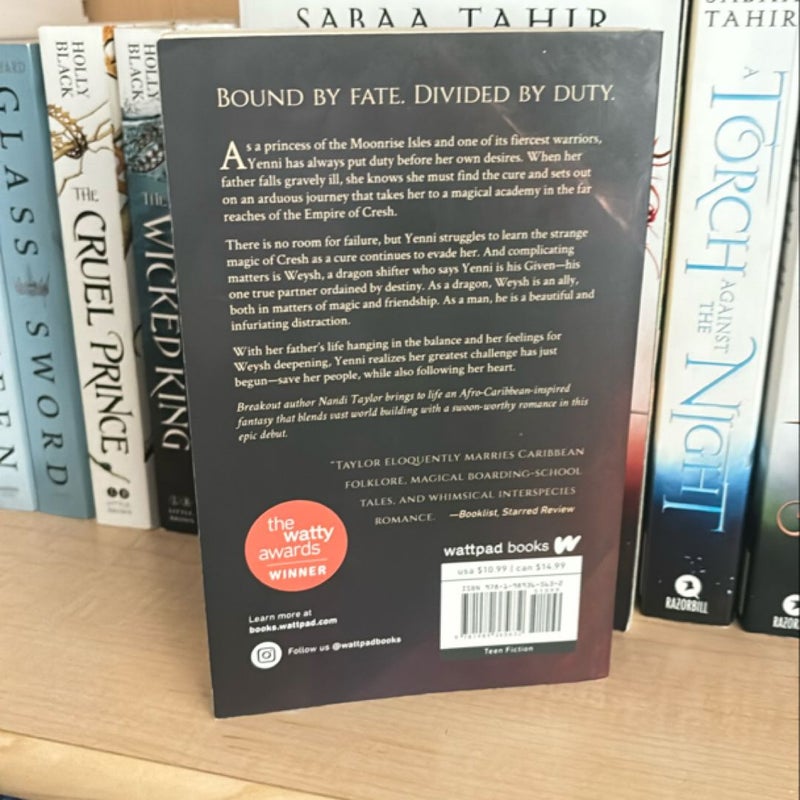 SABAA TAHIR
SABAA
TAHIR
GLASS SWORD
HOLLY
BLACK
THE
CRUEL PRINCE
LITTLE BROWN
HOLLY
BLACK
THE
WICKED KING
BOUND BY FATE. DIVIDED BY DUTY.
As a princess of the Moonrise Isles and one of its fiercest warriors,
Yenni has always put duty before her own desires. When her
father falls gravely ill, she knows she must find the cure and sets out
on an arduous journey that takes her to a magical academy in the far
reaches of the Empire of Cresh.
There is no room for failure, but Yenni struggles to learn the strange
magic of Cresh as a cure continues to evade her. And complicating
matters is Weysh, a dragon shifter who says Yenni is his Given—his
one true partner ordained by destiny. As a dragon, Weysh is an ally,
both in matters of magic and friendship. As a man, he is a beautiful and
infuriating distraction.
With her father's life hanging in the balance and her feelings for
Weysh deepening, Yenni realizes her greatest challenge has just
begun—save her people, while also following her heart.
Breakout author Nandi Taylor brings to life an Afro-Caribbean-inspired
fantasy that blends vast world building with a swoon-worthy romance in this
epic debut.
"TAYLOR ELOQUENTLY MARRIES CARIBBEAN
FOLKLORE, MAGICAL BOARDING-SCHOOL
TALES, AND WHIMSICAL INTERSPECIES
ROMANCE. —Booklist, Starred Review
the
watty
awards
WINNER
wattpad books W
usa $10.99 | can $14.99
Teen Fiction
Learn more at
books.wattpad.com
Follow us @wattpadbooks
A
TORCH
AGAINST
THE
NIGHT
RAZORBILL